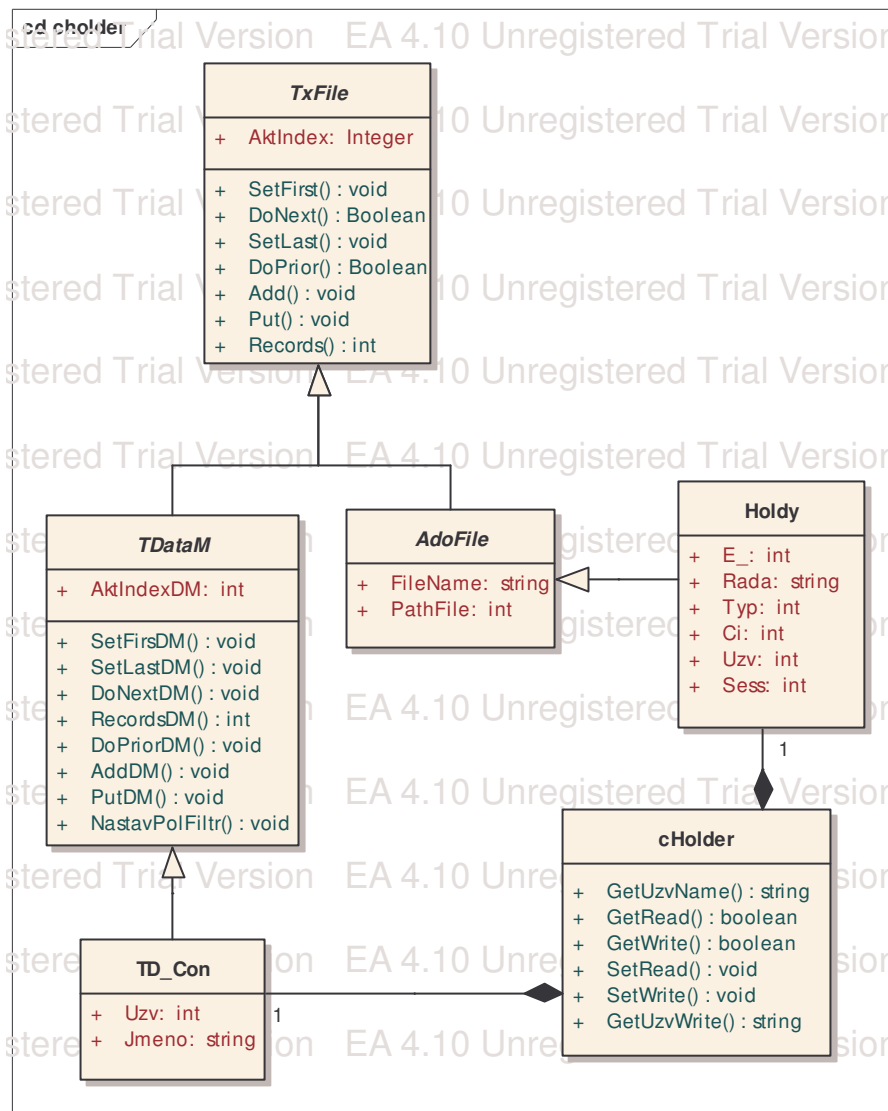 cd cholder
EA 4.10 Unregistered Trial Version
TxFile
+ AktIndex: Integer
+ SetFirst() : void
+ DoNext() : Boolean
+ SetLast() : void
+ DoPrior() : Boolean
+ Add() : void
+ Put() : void
+ Records() : int
TDataM
+ AktIndexDM: int
+ SetFirsDM() : void
+ SetLastDM() : void
+ DoNextDM() : void
+ RecordsDM() : int
+ DoPriorDM() : void
+ AddDM() : void
+ PutDM() : void
+ NastavPolFiltr() : void
AdoFile
+ FileName: string
+ PathFile: int
Holdy
+ E_: int
+ Rada: string
+ Typ: int
+ Ci: int
+ Uzv: int
+ Sess: int
1
cHolder
+ GetUzvName() : string
+ GetRead() : boolean
+ GetWrite() : boolean
+ SetRead() : void
+ SetWrite() : void
+ GetUzvWrite() : string
TD_Con
+ Uzv: int
+ Jmeno: string
1